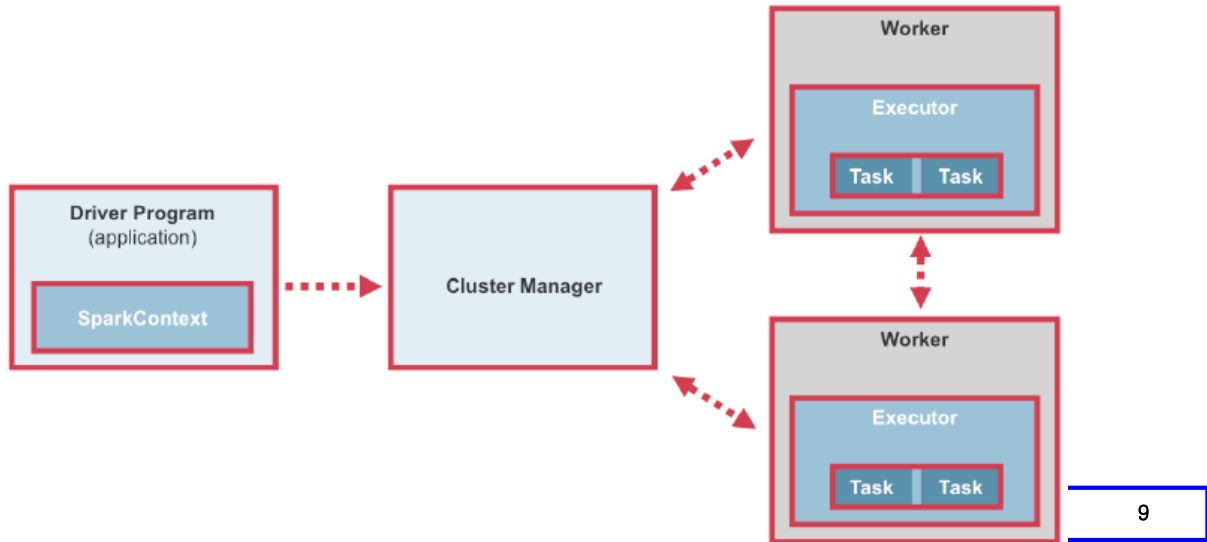 Driver Program
(application)
SparkContext
Cluster Manager
Worker
Executor
Task Task
Worker
Executor
Task Task
9